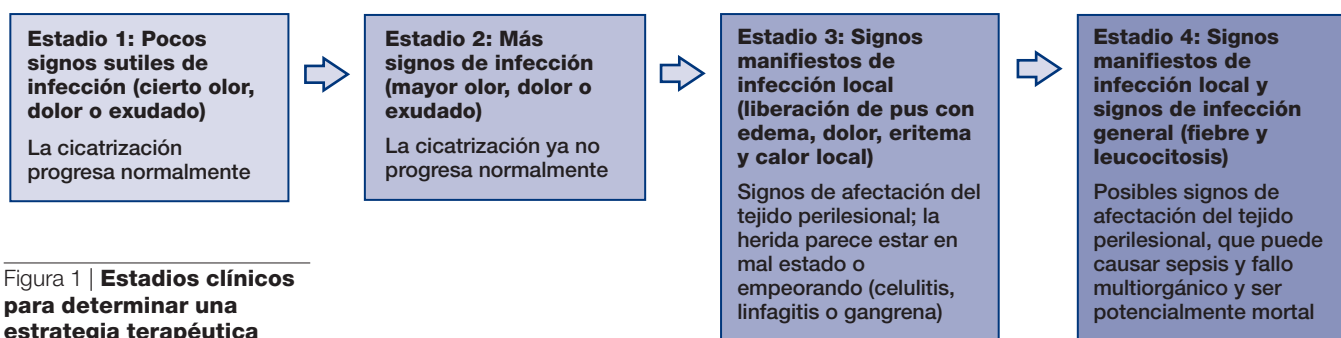 Estadio 1: Pocos
signos sutiles de
infección (cierto olor,
dolor o exudado)
La cicatrización
progresa normalmente
Estadio 2: Más
signos de infección
(mayor olor, dolor o
exudado)
La cicatrización ya no
progresa normalmente
Estadio 3: Signos
manifiestos de
infección local
(liberación de pus con
edema, dolor, eritema
y calor local)
Signos de afectación del
tejido perilesional; la
herida parece estar en
mal estado o
empeorando (celulitis,
linfagitis o gangrena)
Estadio 4: Signos
manifiestos de
infección local y
signos de infección
general (fiebre y
leucocitosis)
Posibles signos de
afectación del tejido
perilesional, que puede
causar sepsis y fallo
multiorgánico y ser
potencialmente mortal
Figura 1 | Estadios clínicos
para determinar una
estrategia terapéutica